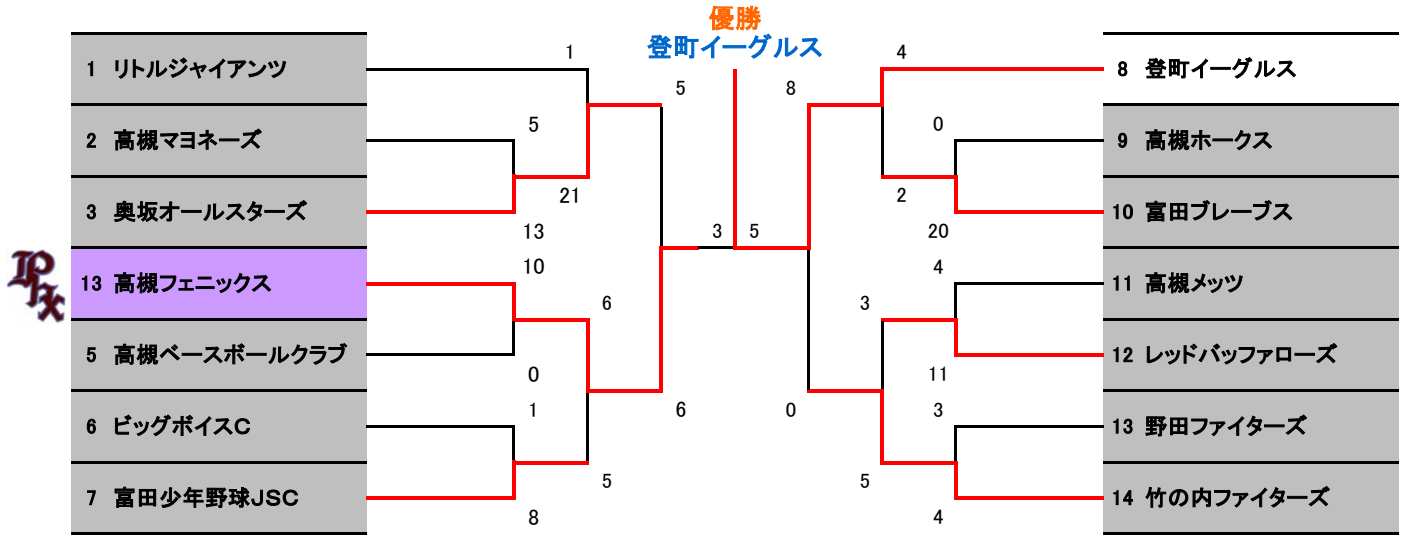 優勝
登町イーグルス
1 リトルジャイアンツ
2 高槻マヨネーズ
3 奥坂オールスターズ
13 高槻フェニックス
5 高槻ベースボールクラブ
6 ビッグボイスC
7 富田少年野球JSC
1
5
21
13
10
0
1
8
5
6
5
6
3
5
8
0
4
2
3
5
0
20
4
11
3
4
8 登町イーグルス
9 高槻ホークス
10 富田ブレーブス
11 高槻メッツ
12 レッドバッファローズ
13 野田ファイターズ
14 竹の内ファイターズ